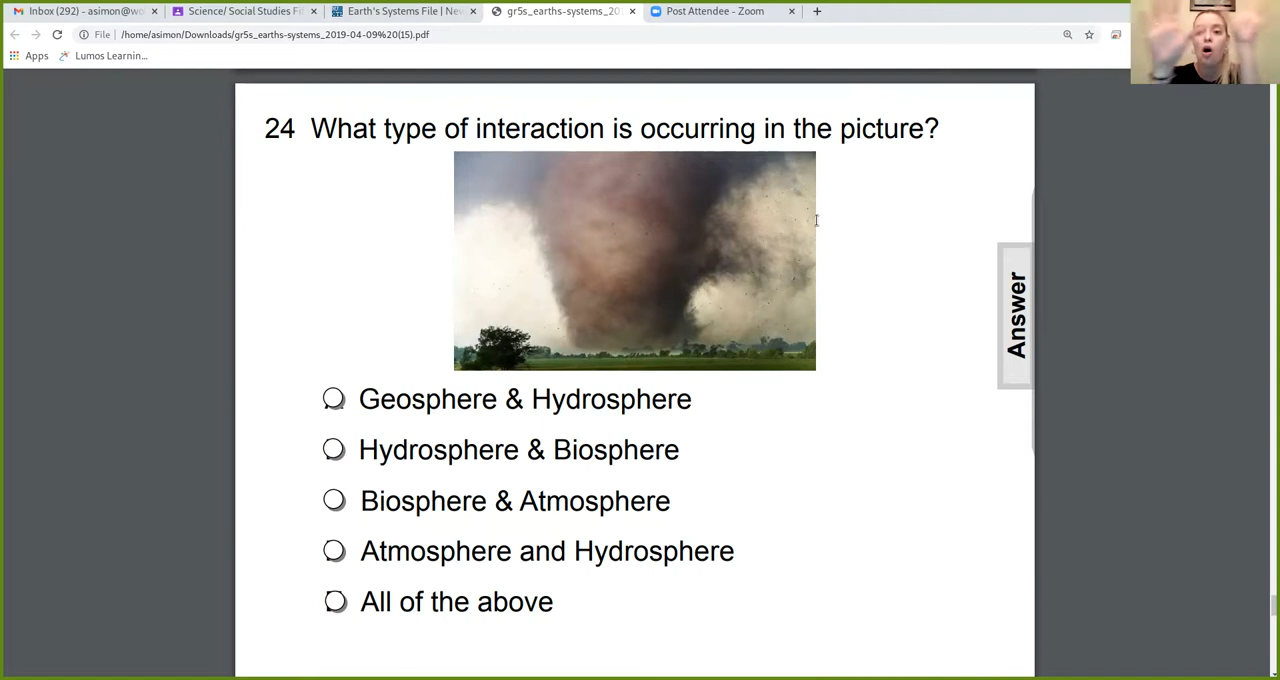 Inbox (292) - asimon@wo
Science/ Social Studies Fi
Earth's Systems File | Ne
gr5s_earths-systems_20
Post Attendee - Zoom
File | /home/asimon/Downloads/gr5s_earths-systems_2019-04-09%20(15).pdf
Apps Lumos Learnin...
24 What type of interaction is occurring in the picture?
Answer
Geosphere & Hydrosphere
Hydrosphere & Biosphere
Biosphere & Atmosphere
Atmosphere and Hydrosphere
All of the above